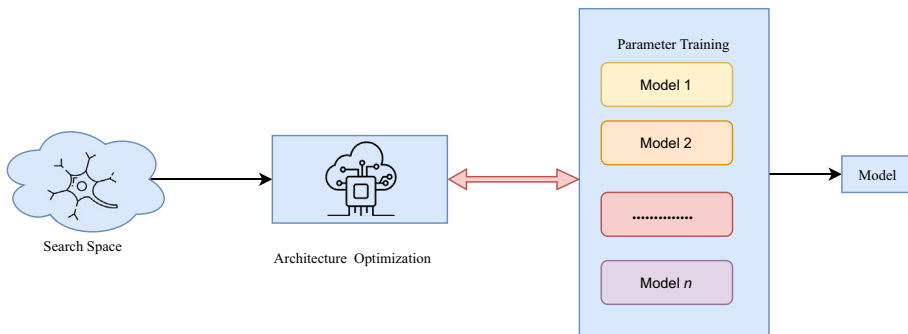 Parameter Training
Model 1
Model 2
..............
Model n
Model
Search Space
Architecture Optimization